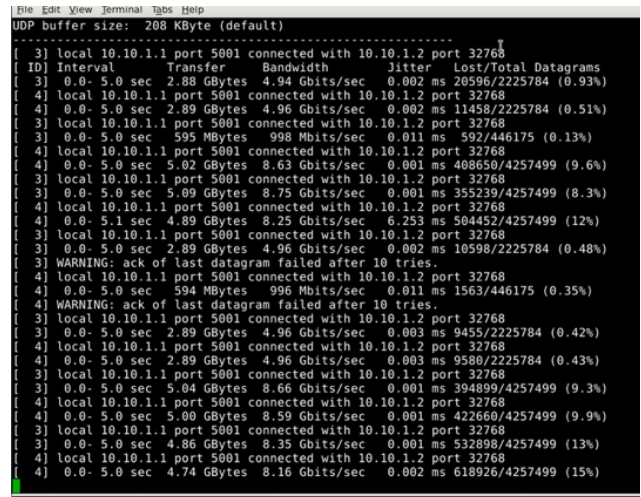 File Edit View Terminal Tabs Help
UDP buffer size:  208 KByte (default)
------------------------------------------------------------
[  3] local 10.10.1.1 port 5001 connected with 10.10.1.2 port 32768
[ ID] Interval       Transfer     Bandwidth        Jitter   Lost/Total Datagrams
[  3]  0.0- 5.0 sec  2.88 GBytes  4.94 Gbits/sec   0.002 ms 20596/2225784 (0.93%)
[  4] local 10.10.1.1 port 5001 connected with 10.10.1.2 port 32768
[  4]  0.0- 5.0 sec  2.89 GBytes  4.96 Gbits/sec   0.002 ms 11458/2225784 (0.51%)
[  3] local 10.10.1.1 port 5001 connected with 10.10.1.2 port 32768
[  3]  0.0- 5.0 sec   595 MBytes   998 Mbits/sec   0.011 ms  592/446175 (0.13%)
[  4] local 10.10.1.1 port 5001 connected with 10.10.1.2 port 32768
[  4]  0.0- 5.0 sec  5.02 GBytes  8.63 Gbits/sec   0.001 ms 408650/4257499 (9.6%)
[  3] local 10.10.1.1 port 5001 connected with 10.10.1.2 port 32768
[  3]  0.0- 5.0 sec  5.09 GBytes  8.75 Gbits/sec   0.001 ms 355239/4257499 (8.3%)
[  4] local 10.10.1.1 port 5001 connected with 10.10.1.2 port 32768
[  4]  0.0- 5.1 sec  4.89 GBytes  8.25 Gbits/sec   6.253 ms 504452/4257499 (12%)
[  3] local 10.10.1.1 port 5001 connected with 10.10.1.2 port 32768
[  3]  0.0- 5.0 sec  2.89 GBytes  4.96 Gbits/sec   0.002 ms 10598/2225784 (0.48%)
[  3] WARNING: ack of last datagram failed after 10 tries.
[  4] local 10.10.1.1 port 5001 connected with 10.10.1.2 port 32768
[  4]  0.0- 5.0 sec   594 MBytes   996 Mbits/sec   0.011 ms 1563/446175 (0.35%)
[  4] WARNING: ack of last datagram failed after 10 tries.
[  3] local 10.10.1.1 port 5001 connected with 10.10.1.2 port 32768
[  3]  0.0- 5.0 sec  2.89 GBytes  4.96 Gbits/sec   0.003 ms 9455/2225784 (0.42%)
[  4] local 10.10.1.1 port 5001 connected with 10.10.1.2 port 32768
[  4]  0.0- 5.0 sec  2.89 GBytes  4.96 Gbits/sec   0.003 ms 9580/2225784 (0.43%)
[  3] local 10.10.1.1 port 5001 connected with 10.10.1.2 port 32768
[  3]  0.0- 5.0 sec  5.04 GBytes  8.66 Gbits/sec   0.001 ms 394899/4257499 (9.3%)
[  4] local 10.10.1.1 port 5001 connected with 10.10.1.2 port 32768
[  4]  0.0- 5.0 sec  5.00 GBytes  8.59 Gbits/sec   0.001 ms 422660/4257499 (9.9%)
[  3] local 10.10.1.1 port 5001 connected with 10.10.1.2 port 32768
[  3]  0.0- 5.0 sec  4.86 GBytes  8.35 Gbits/sec   0.001 ms 532898/4257499 (13%)
[  4] local 10.10.1.1 port 5001 connected with 10.10.1.2 port 32768
[  4]  0.0- 5.0 sec  4.74 GBytes  8.16 Gbits/sec   0.002 ms 618926/4257499 (15%)